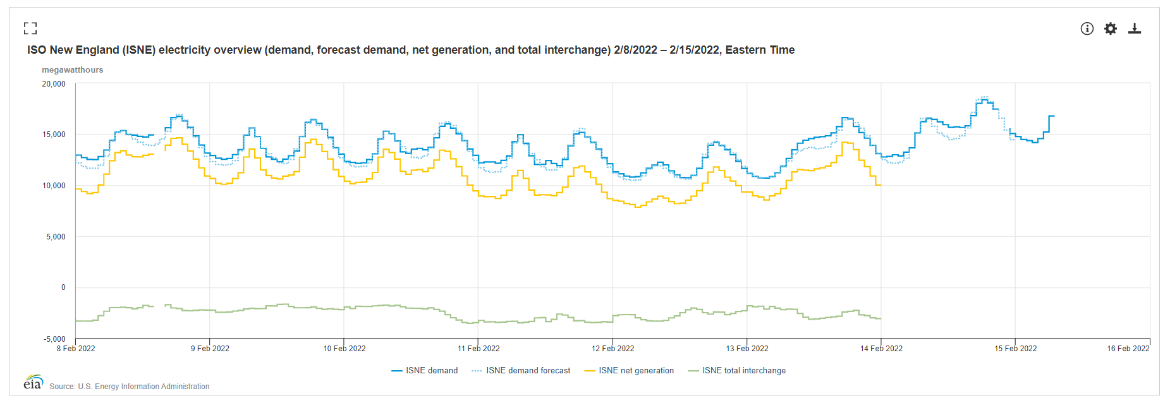 ISO New England (ISNE) electricity overview (demand, forecast demand, net generation, and total interchange) 2/8/2022 – 2/15/2022, Eastern Time
megawatthours
20,000
15,000
10,000
5,000
0
-5,000
8 Feb 2022 9 Feb 2022 10 Feb 2022 11 Feb 2022 12 Feb 2022 13 Feb 2022 14 Feb 2022 15 Feb 2022 16 Feb 2022
ISNE demand ISNE demand forecast ISNE net generation ISNE total interchange
eia Source: U.S. Energy Information Administration